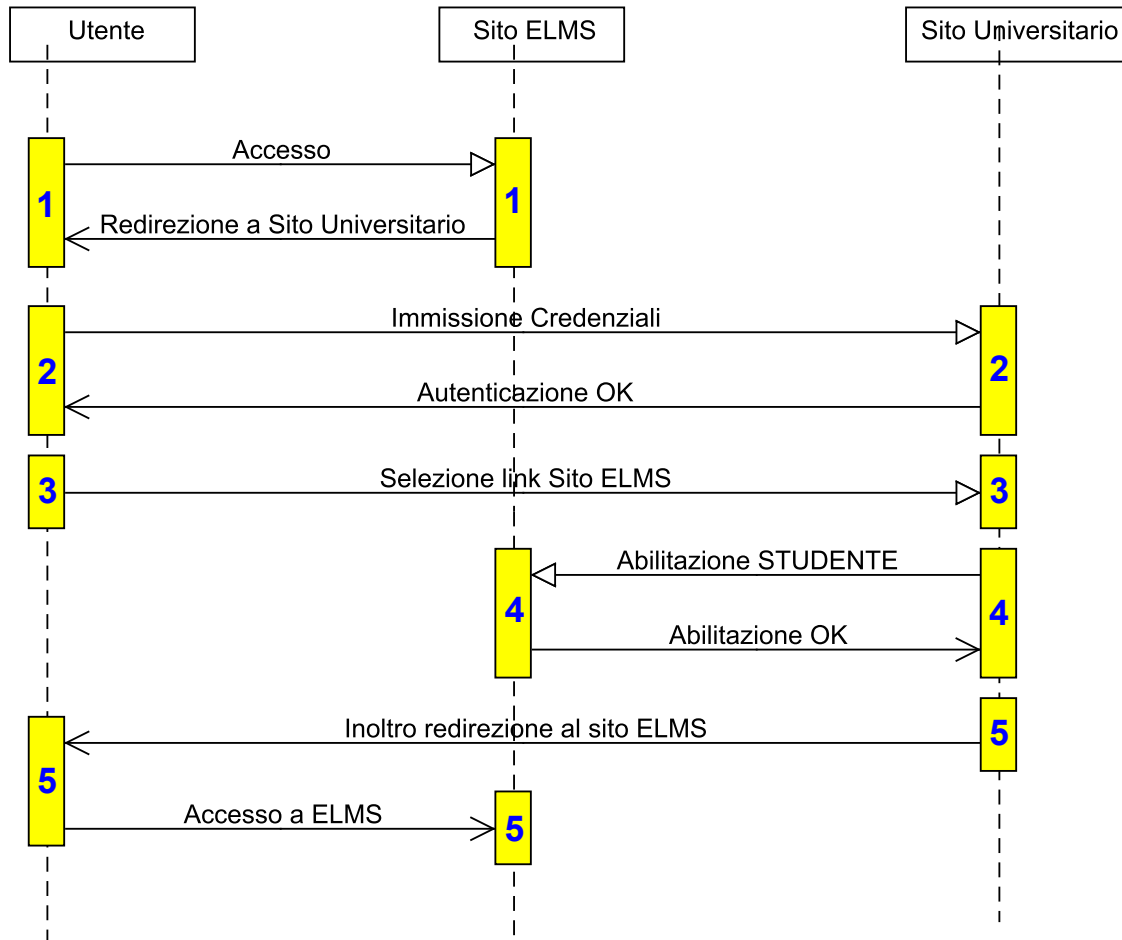 Utente
Sito ELMS
Sito Universitario
Accesso
1
1
Redirezione a Sito Universitario
Immissione Credenziali
2
2
Autenticazione OK
Selezione link Sito ELMS
3
3
Abilitazione STUDENTE
4
4
Abilitazione OK
Inoltro redirezione al sito ELMS
5
5
Accesso a ELMS
5